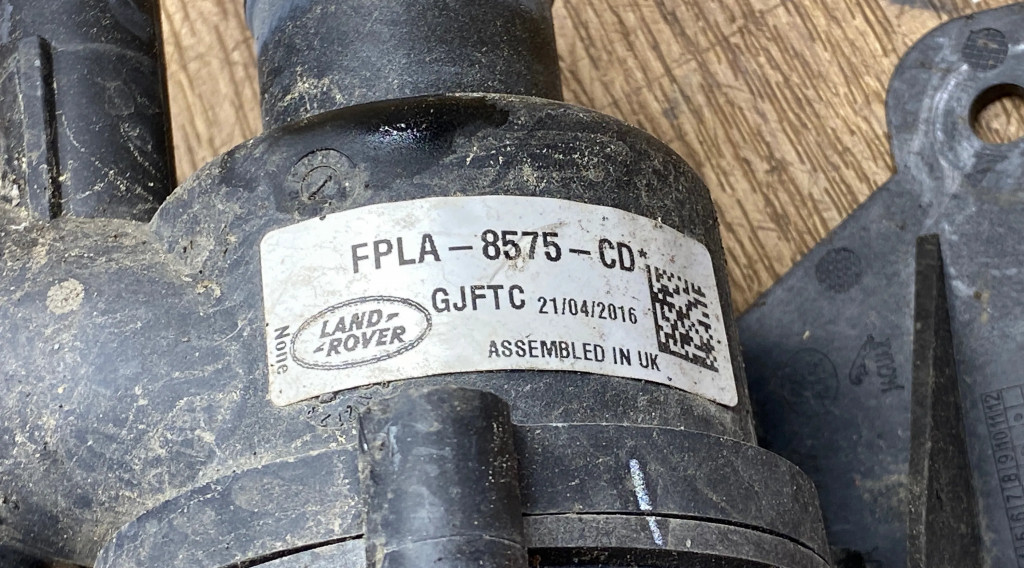 FPLA-8575-CD*
GJFTC 21/04/2016
LAND-
-ROVER
ASSEMBLED IN UK
None